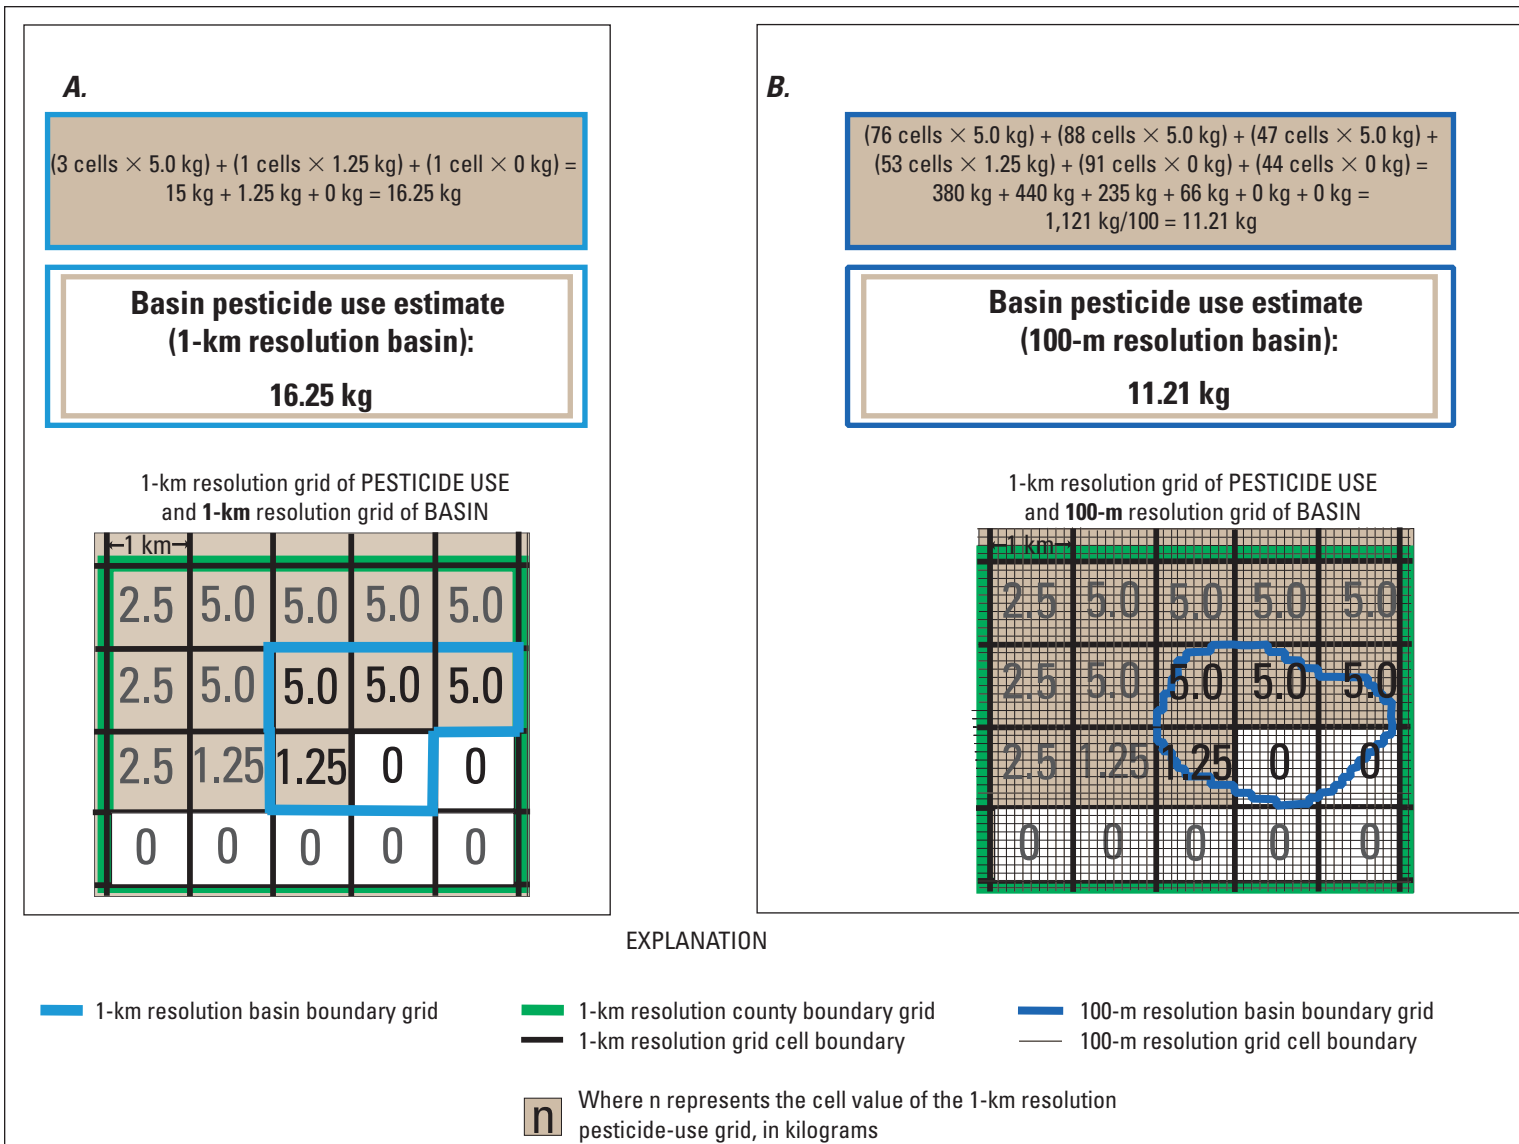 A.
(3 cells × 5.0 kg) + (1 cells × 1.25 kg) + (1 cell × 0 kg) =
15 kg + 1.25 kg + 0 kg = 16.25 kg
Basin pesticide use estimate
(1-km resolution basin):
16.25 kg
1-km resolution grid of PESTICIDE USE
and 1-km resolution grid of BASIN
1 km
2.5 5.0 5.0 5.0 5.0
2.5 5.0 5.0 5.0 5.0
2.5 1.25 1.25 0 0
0 0 0 0 0
B.
(76 cells × 5.0 kg) + (88 cells × 5.0 kg) + (47 cells × 5.0 kg) +
(53 cells × 1.25 kg) + (91 cells × 0 kg) + (44 cells × 0 kg) =
380 kg + 440 kg + 235 kg + 66 kg + 0 kg + 0 kg =
1,121 kg/100 = 11.21 kg
Basin pesticide use estimate
(100-m resolution basin):
11.21 kg
1-km resolution grid of PESTICIDE USE
and 100-m resolution grid of BASIN
1 km
2.5 5.0 5.0 5.0 5.0
2.5 5.0 5.0 5.0 5.0
2.5 1.25 1.25 0 0
0 0 0 0 0
EXPLANATION
1-km resolution basin boundary grid
1-km resolution county boundary grid
1-km resolution grid cell boundary
100-m resolution basin boundary grid
100-m resolution grid cell boundary
n Where n represents the cell value of the 1-km resolution
pesticide-use grid, in kilograms